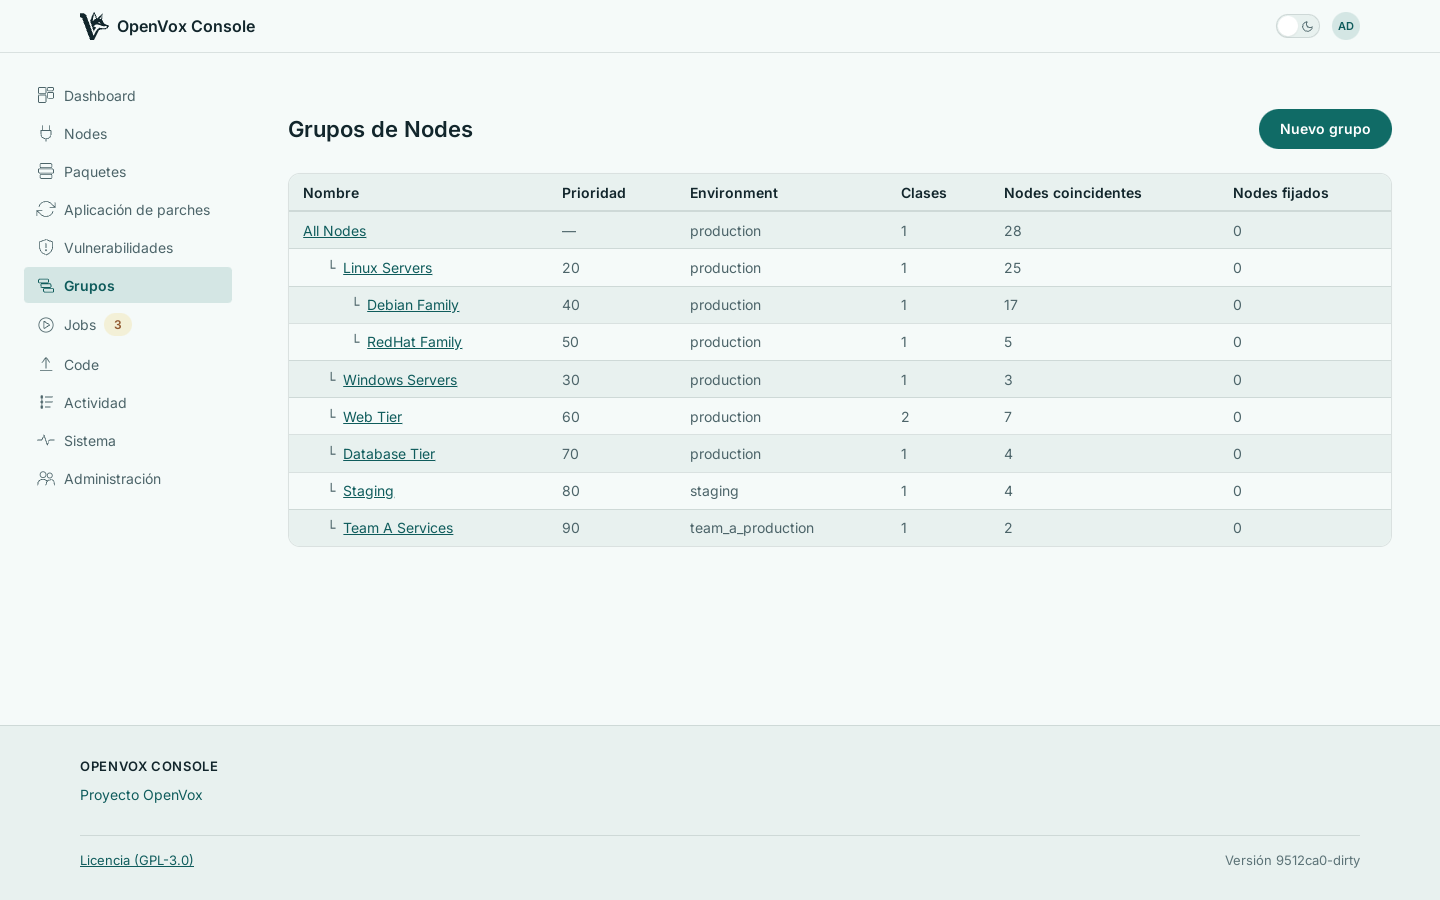 OpenVox Console
AD
Dashboard
Nodes
Paquetes
Aplicación de parches
Vulnerabilidades
Grupos
Jobs 3
Code
Actividad
Sistema
Administración
Grupos de Nodes
Nuevo grupo
Nombre Prioridad Environment Clases Nodes coincidentes Nodes fijados
All Nodes — production 1 28 0
└ Linux Servers 20 production 1 25 0
└ Debian Family 40 production 1 17 0
└ RedHat Family 50 production 1 5 0
└ Windows Servers 30 production 1 3 0
└ Web Tier 60 production 2 7 0
└ Database Tier 70 production 1 4 0
└ Staging 80 staging 1 4 0
└ Team A Services 90 team_a_production 1 2 0
OPENVOX CONSOLE
Proyecto OpenVox
Licencia (GPL-3.0)
Versión 9512ca0-dirty